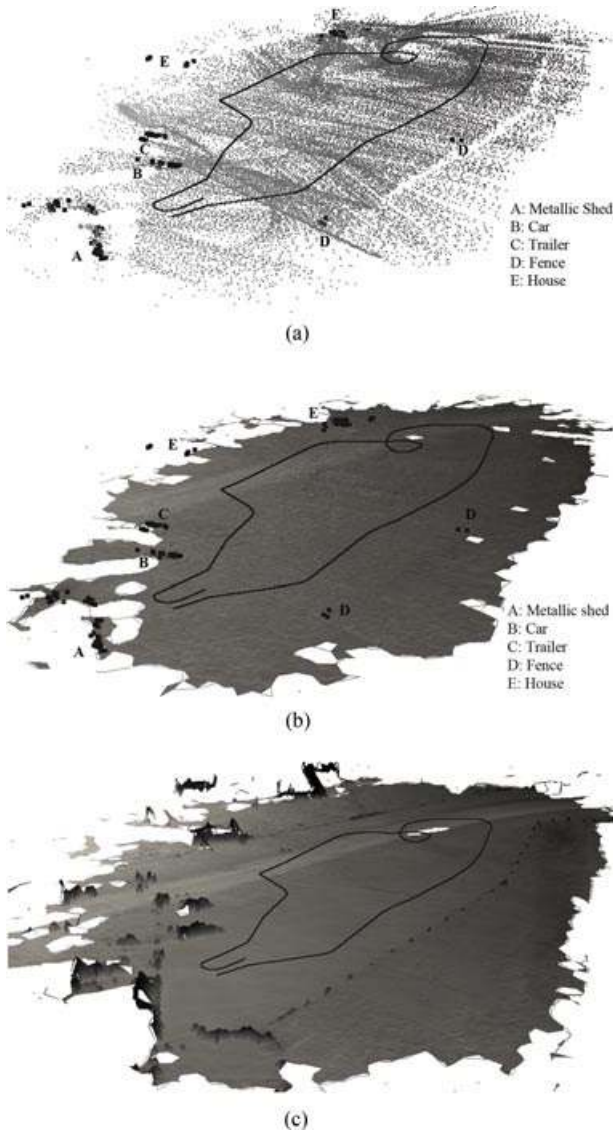 E
E
C
B
D
D
A
A: Metallic Shed
B: Car
C: Trailer
D: Fence
E: House
(a)
E
E
C
D
B
D
A
A: Metallic shed
B: Car
C: Trailer
D: Fence
E: House
(b)
(c)